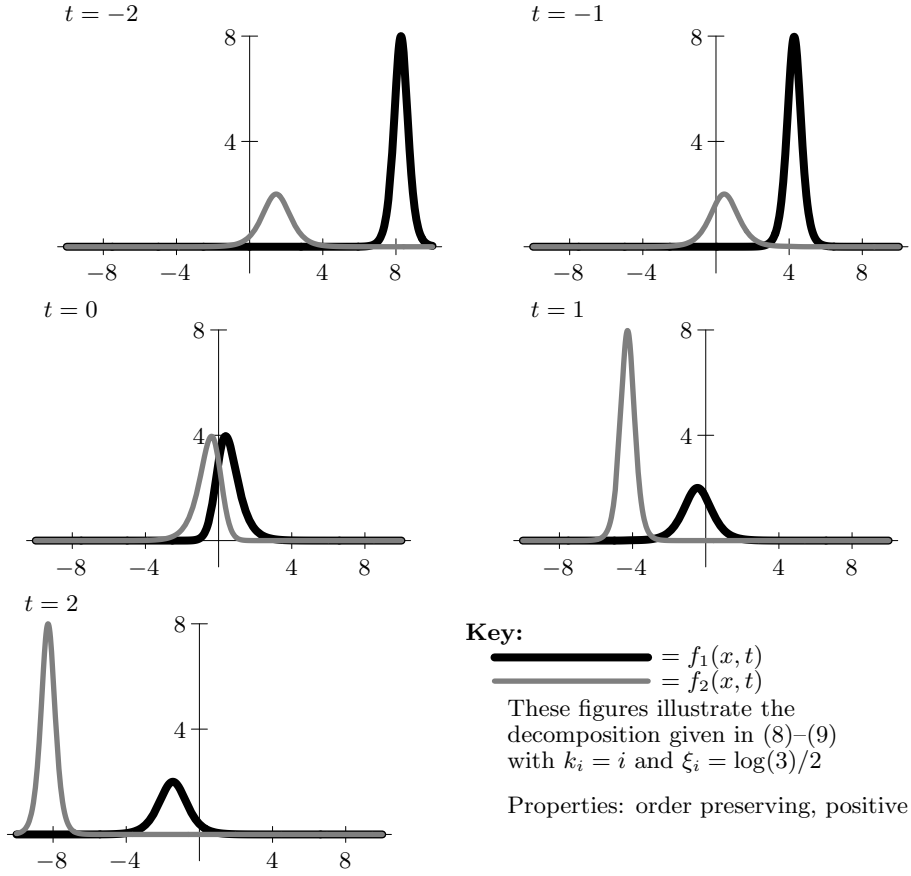 t = −2
8
4
−8 −4 4 8
t = −1
8
4
−8 −4 4 8
t = 0
8
4
−8 −4 4 8
t = 1
8
4
−8 −4 4 8
t = 2
8
4
−8 −4 4 8
Key:
= f₁(x, t)
= f₂(x, t)
These figures illustrate the
decomposition given in (8)–(9)
with kᵢ = i and ξᵢ = log(3)/2
Properties: order preserving, positive